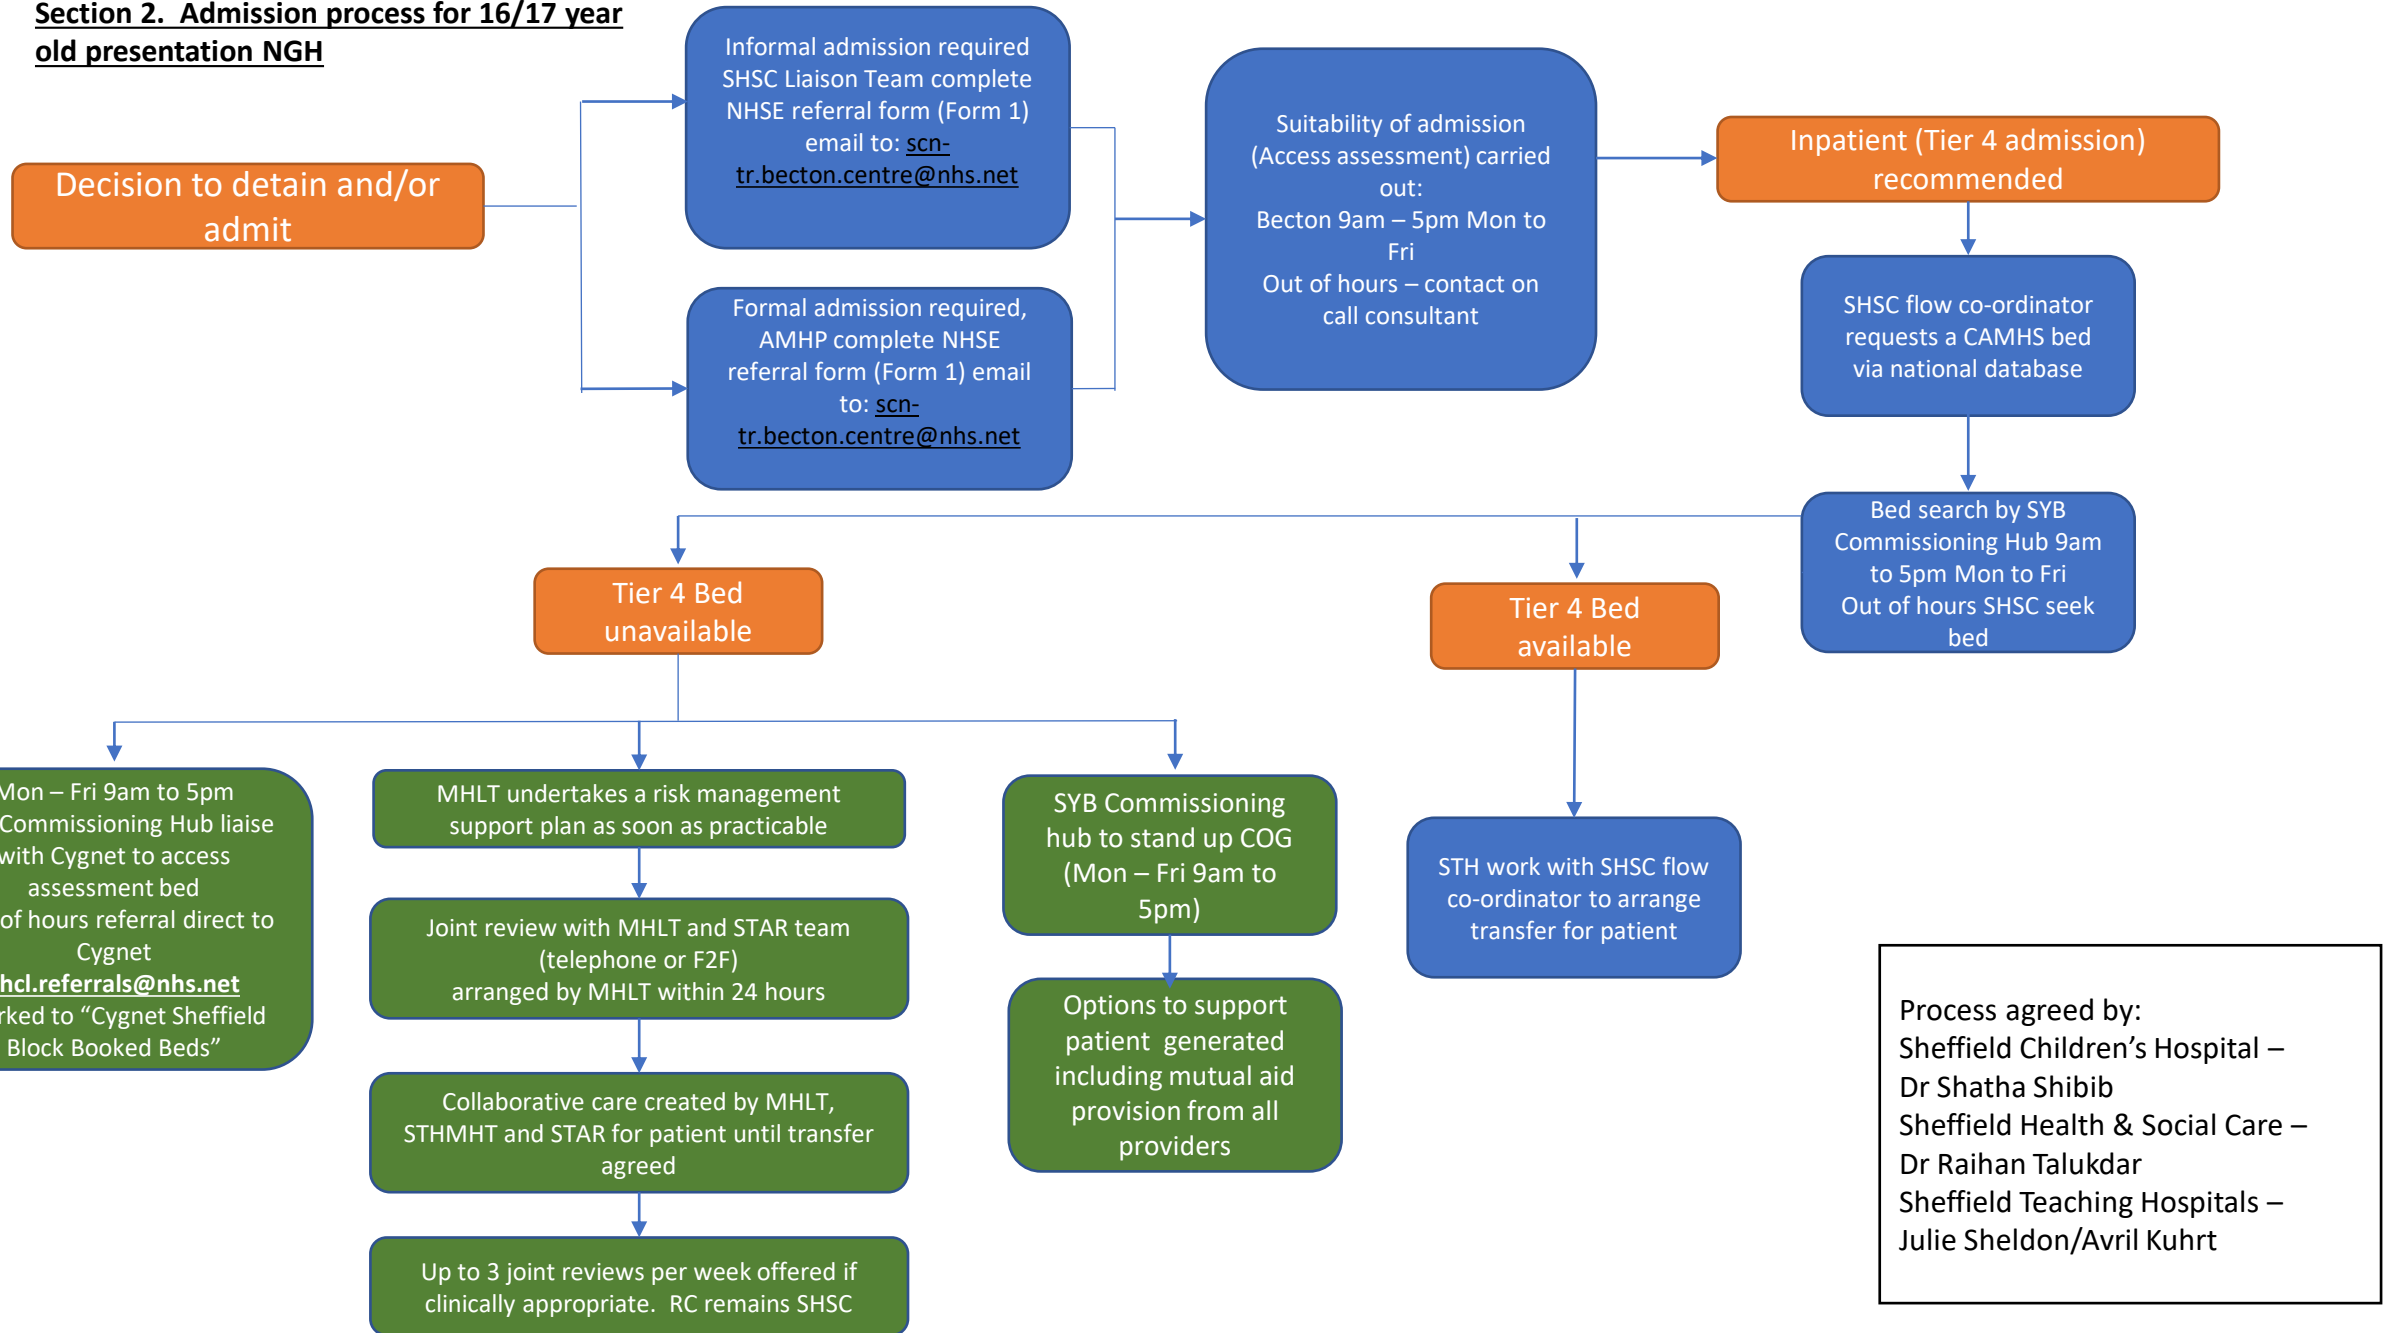 Section 2.  Admission process for 16/17 year
old presentation NGH
Decision to detain and/or
admit
Informal admission required
SHSC Liaison Team complete
NHSE referral form (Form 1)
email to: scn-
tr.becton.centre@nhs.net
Formal admission required,
AMHP complete NHSE
referral form (Form 1) email
to: scn-
tr.becton.centre@nhs.net
Suitability of admission
(Access assessment) carried
out:
Becton 9am – 5pm Mon to
Fri
Out of hours – contact on
call consultant
Inpatient (Tier 4 admission)
recommended
SHSC flow co-ordinator
requests a CAMHS bed
via national database
Bed search by SYB
Commissioning Hub 9am
to 5pm Mon to Fri
Out of hours SHSC seek
bed
Tier 4 Bed
unavailable
Tier 4 Bed
available
Mon – Fri 9am to 5pm
Commissioning Hub liaise
with Cygnet to access
assessment bed
of hours referral direct to
Cygnet
hcl.referrals@nhs.net
rked to “Cygnet Sheffield
Block Booked Beds”
MHLT undertakes a risk management
support plan as soon as practicable
Joint review with MHLT and STAR team
(telephone or F2F)
arranged by MHLT within 24 hours
Collaborative care created by MHLT,
STHMHT and STAR for patient until transfer
agreed
Up to 3 joint reviews per week offered if
clinically appropriate.  RC remains SHSC
SYB Commissioning
hub to stand up COG
(Mon – Fri 9am to
5pm)
Options to support
patient  generated
including mutual aid
provision from all
providers
STH work with SHSC flow
co-ordinator to arrange
transfer for patient
Process agreed by:
Sheffield Children’s Hospital –
Dr Shatha Shibib
Sheffield Health & Social Care –
Dr Raihan Talukdar
Sheffield Teaching Hospitals –
Julie Sheldon/Avril Kuhrt